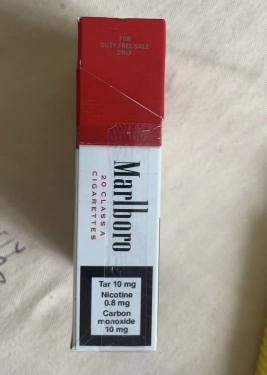 FOR
DUTY FREE SALE
ONLY
Marlboro
20 CLASS A
CIGARETTES
Tar 10 mg
Nicotine
0.8 mg
Carbon
monoxide
10 mg